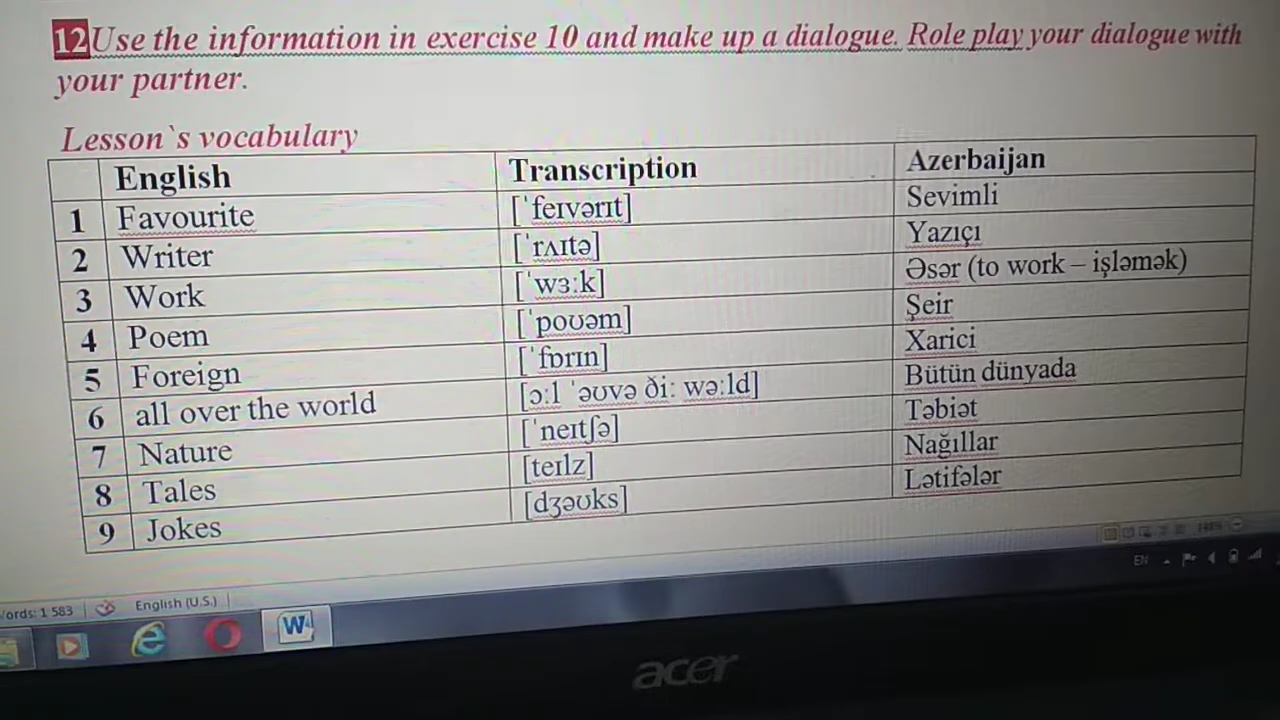 12 Use the information in exercise 10 and make up a dialogue. Role play your dialogue with
your partner.
Lesson`s vocabulary
English Transcription Azerbaijan
1 Favourite [ˈfeɪvərɪt] Sevimli
2 Writer [ˈrʌɪtə] Yazıçı
3 Work [ˈwɜːk] Əsər (to work – işləmək)
4 Poem [ˈpoʊəm] Şeir
5 Foreign [ˈfɒrɪn] Xarici
6 all over the world [ɔːl ˈəʊvə ðiː wəːld] Bütün dünyada
7 Nature [ˈneɪtʃə] Təbiət
8 Tales [teɪlz] Nağıllar
9 Jokes [dʒəʊks] Lətifələr
EN
Words: 1 583 English (U.S.)
W
acer